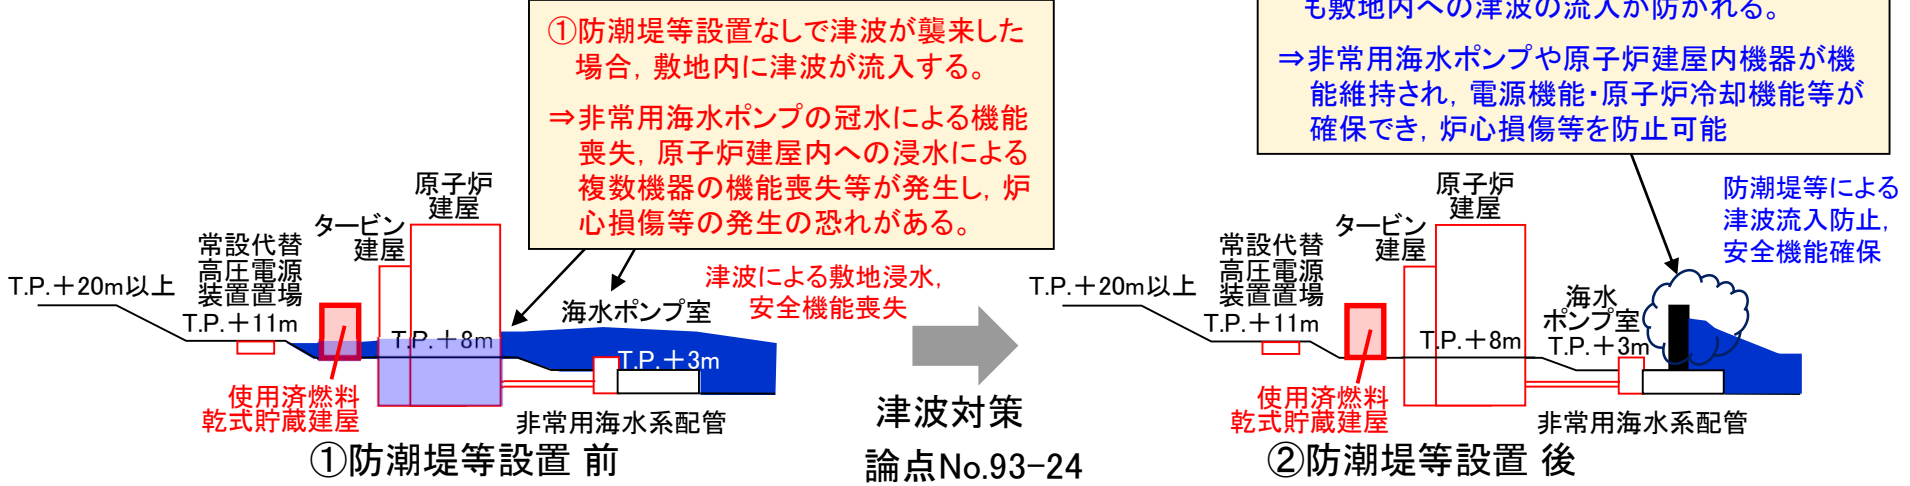 ①防潮堤等設置なしで津波が襲来した
場合，敷地内に津波が流入する。
⇒非常用海水ポンプの冠水による機能
喪失，原子炉建屋内への浸水による
複数機器の機能喪失等が発生し，炉
心損傷等の発生の恐れがある。
原子炉
建屋
タービン
建屋
常設代替
高圧電源
装置置場
T.P.＋11m
T.P.＋20m以上
T.P.＋8m
海水ポンプ室
T.P.＋3m
津波による敷地浸水，
安全機能喪失
使用済燃料
乾式貯蔵建屋
非常用海水系配管
①防潮堤等設置 前
津波対策
論点No.93-24
も敷地内への津波の流入が防がれる。
⇒非常用海水ポンプや原子炉建屋内機器が機
能維持され，電源機能・原子炉冷却機能等が
確保でき，炉心損傷等を防止可能
原子炉
建屋
タービン
建屋
常設代替
高圧電源
装置置場
T.P.＋11m
T.P.＋20m以上
T.P.＋8m
海水
ポンプ室
T.P.＋3m
防潮堤等による
津波流入防止，
安全機能確保
使用済燃料
乾式貯蔵建屋
非常用海水系配管
②防潮堤等設置 後